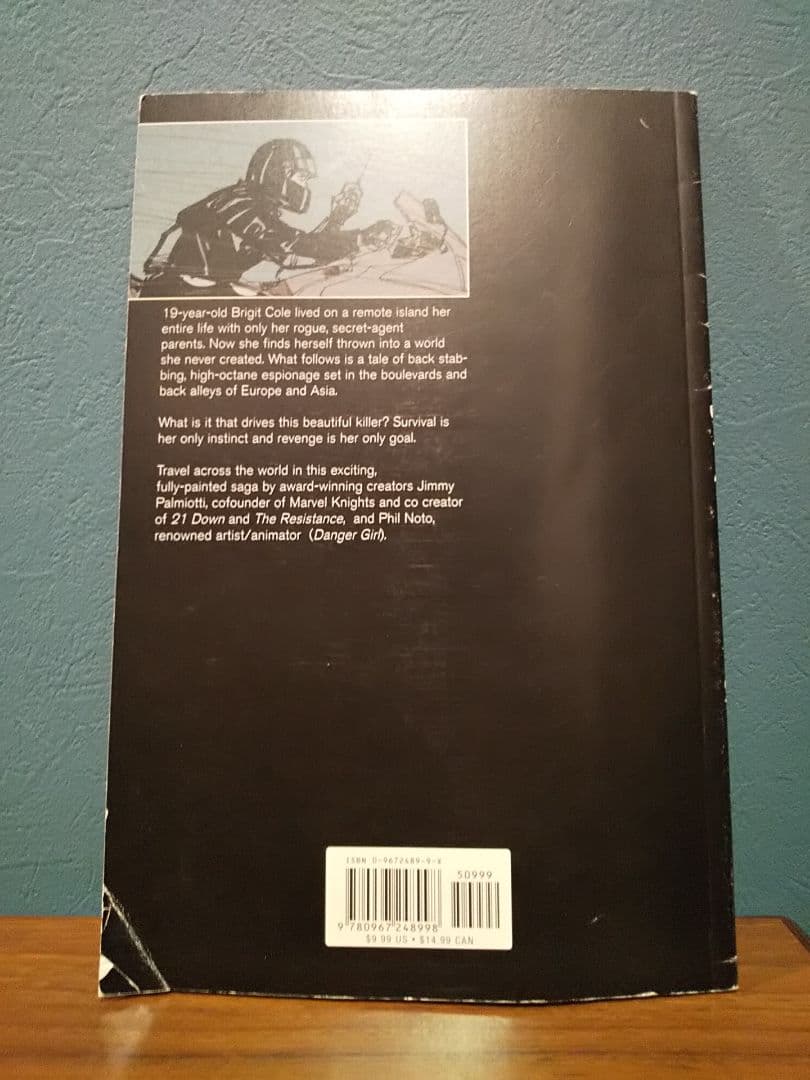 19-year-old Brigit Cole lived on a remote island her
entire life with only her rogue, secret-agent
parents. Now she finds herself thrown into a world
she never created. What follows is a tale of back stab-
bing, high-octane espionage set in the boulevards and
back alleys of Europe and Asia.
What is it that drives this beautiful killer? Survival is
her only instinct and revenge is her only goal.
Travel across the world in this exciting,
fully-painted saga by award-winning creators Jimmy
Palmiotti, cofounder of Marvel Knights and co creator
of 21 Down and The Resistance, and Phil Noto,
renowned artist/animator (Danger Girl).
ISBN 0-9672489-9-X
50999
9 780967 248998
$9.99 US • $14.99 CAN